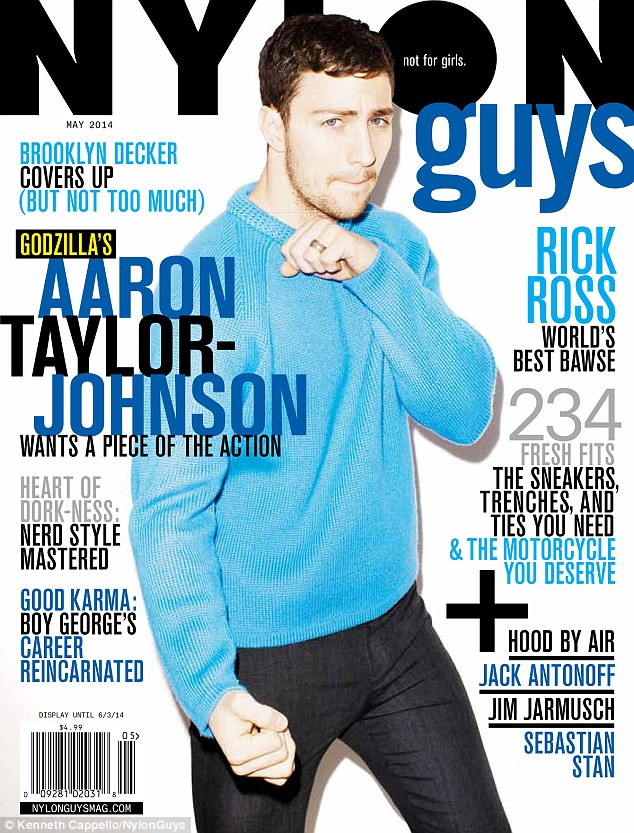 NYLON
not for girls.
guys
MAY 2014
BROOKLYN DECKER
COVERS UP
(BUT NOT TOO MUCH)
GODZILLA'S
AARON
TAYLOR-
JOHNSON
WANTS A PIECE OF THE ACTION
HEART OF
DORK-NESS:
NERD STYLE
MASTERED
GOOD KARMA:
BOY GEORGE'S
CAREER
REINCARNATED
RICK
ROSS
WORLD'S
BEST BAWSE
234
FRESH FITS
THE SNEAKERS,
TRENCHES, AND
TIES YOU NEED
& THE MOTORCYCLE
YOU DESERVE
+
HOOD BY AIR
JACK ANTONOFF
JIM JARMUSCH
SEBASTIAN
STAN
DISPLAY UNTIL 6/3/14
$4.99
05>
0 09281 02031 8
NYLONGUYSMAG.COM
© Kenneth Cappello/NylonGuys